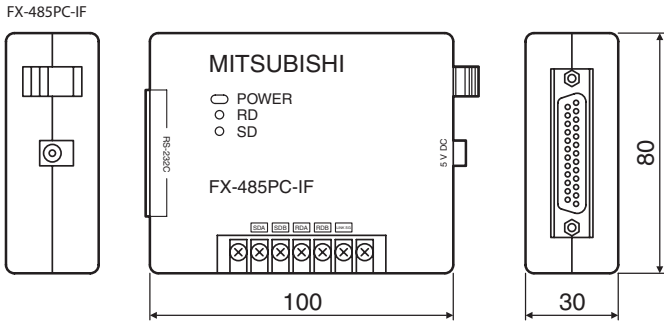 FX-485PC-IF
MITSUBISHI
POWER
RD
SD
RS-232C
5 V DC
FX-485PC-IF
SDA SDB RDA RDB
80
100
30